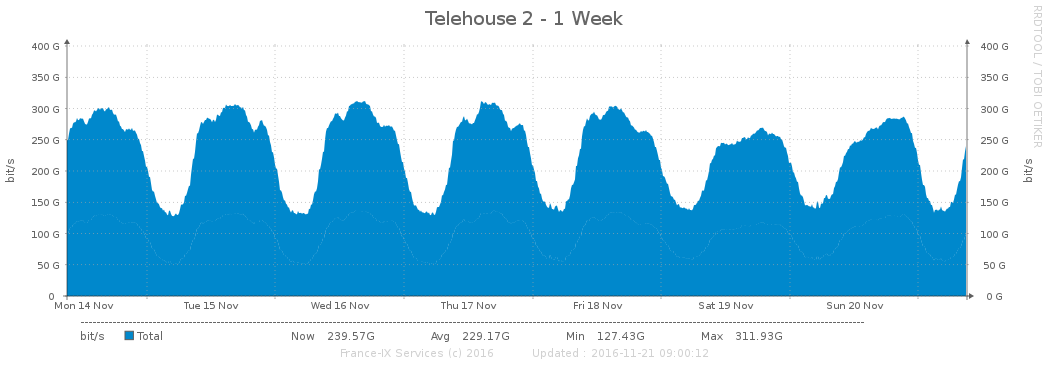 Telehouse 2 - 1 Week
RRDTOOL / TOBI OETIKER
bit/s
400 G 400 G
350 G 350 G
300 G 300 G
250 G 250 G
200 G 200 G
150 G 150 G
100 G 100 G
50 G 50 G
0 0 G
bit/s
Mon 14 Nov Tue 15 Nov Wed 16 Nov Thu 17 Nov Fri 18 Nov Sat 19 Nov Sun 20 Nov
bit/s Total Now 239.57G Avg 229.17G Min 127.43G Max 311.93G
France-IX Services (c) 2016 Updated : 2016-11-21 09:00:12